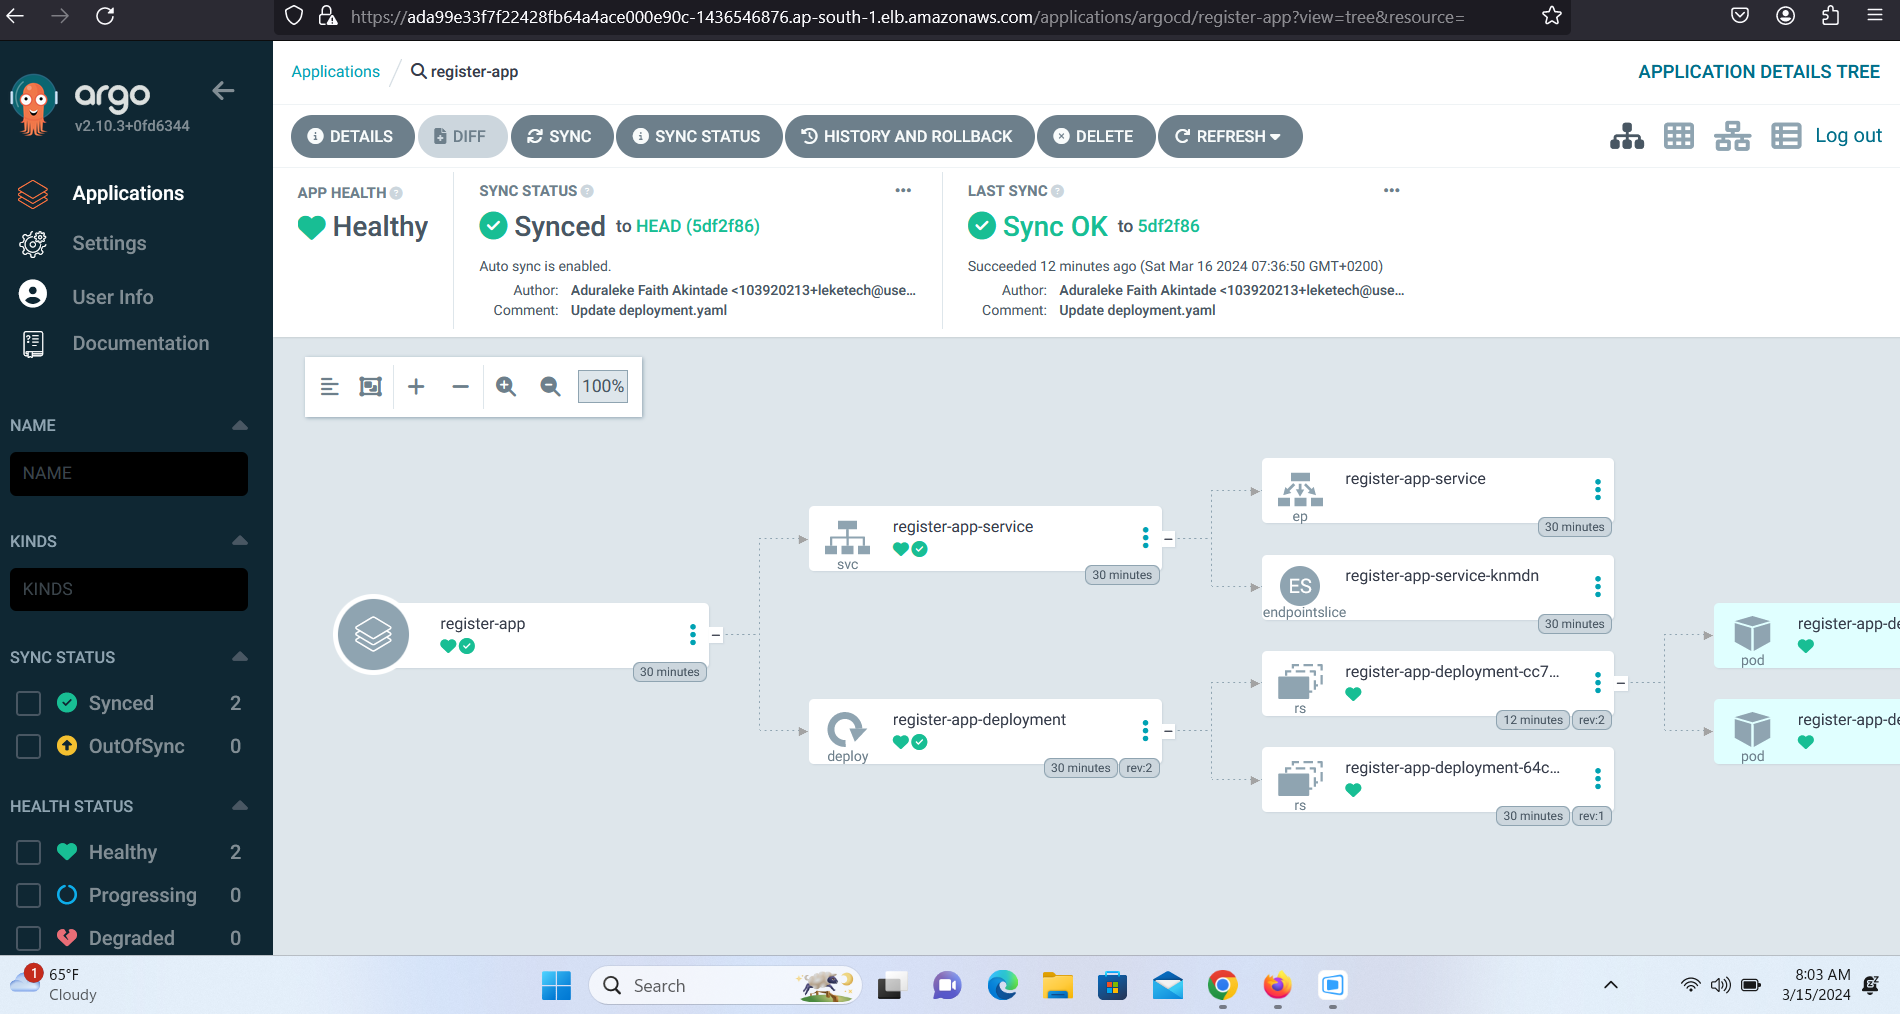 https://ada99e33f7f22428fb64a4ace000e90c-1436546876.ap-south-1.elb.amazonaws.com/applications/argocd/register-app?view=tree&resource=
argo
v2.10.3+0fd6344
Applications
Settings
User Info
Documentation
NAME
NAME
KINDS
KINDS
SYNC STATUS
Synced 2
OutOfSync 0
HEALTH STATUS
Healthy 2
Progressing 0
Degraded 0
Applications / register-app
APPLICATION DETAILS TREE
DETAILS DIFF SYNC SYNC STATUS HISTORY AND ROLLBACK DELETE REFRESH
Log out
APP HEALTH
Healthy
SYNC STATUS
Synced to HEAD (5df2f86)
Auto sync is enabled.
Author: Aduraleke Faith Akintade <103920213+leketech@use...
Comment: Update deployment.yaml
LAST SYNC
Sync OK to 5df2f86
Succeeded 12 minutes ago (Sat Mar 16 2024 07:36:50 GMT+0200)
Author: Aduraleke Faith Akintade <103920213+leketech@use...
Comment: Update deployment.yaml
100%
register-app
30 minutes
register-app-service
svc
30 minutes
register-app-deployment
deploy
30 minutes rev:2
register-app-service
ep
30 minutes
ES
register-app-service-knmdn
endpointslice
30 minutes
register-app-deployment-cc7...
rs
12 minutes rev:2
register-app-deployment-64c...
rs
30 minutes rev:1
register-app-de
pod
register-app-de
pod
1
65°F
Cloudy
Search
8:03 AM
3/15/2024